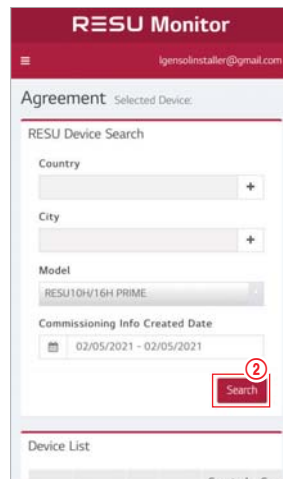 RESU Monitor
lgensolinstaller@gmail.com
Agreement Selected Device:
RESU Device Search
Country
+
City
+
Model
RESU10H/16H PRIME
Commissioning Info Created Date
02/05/2021 - 02/05/2021
②
Search
Device List